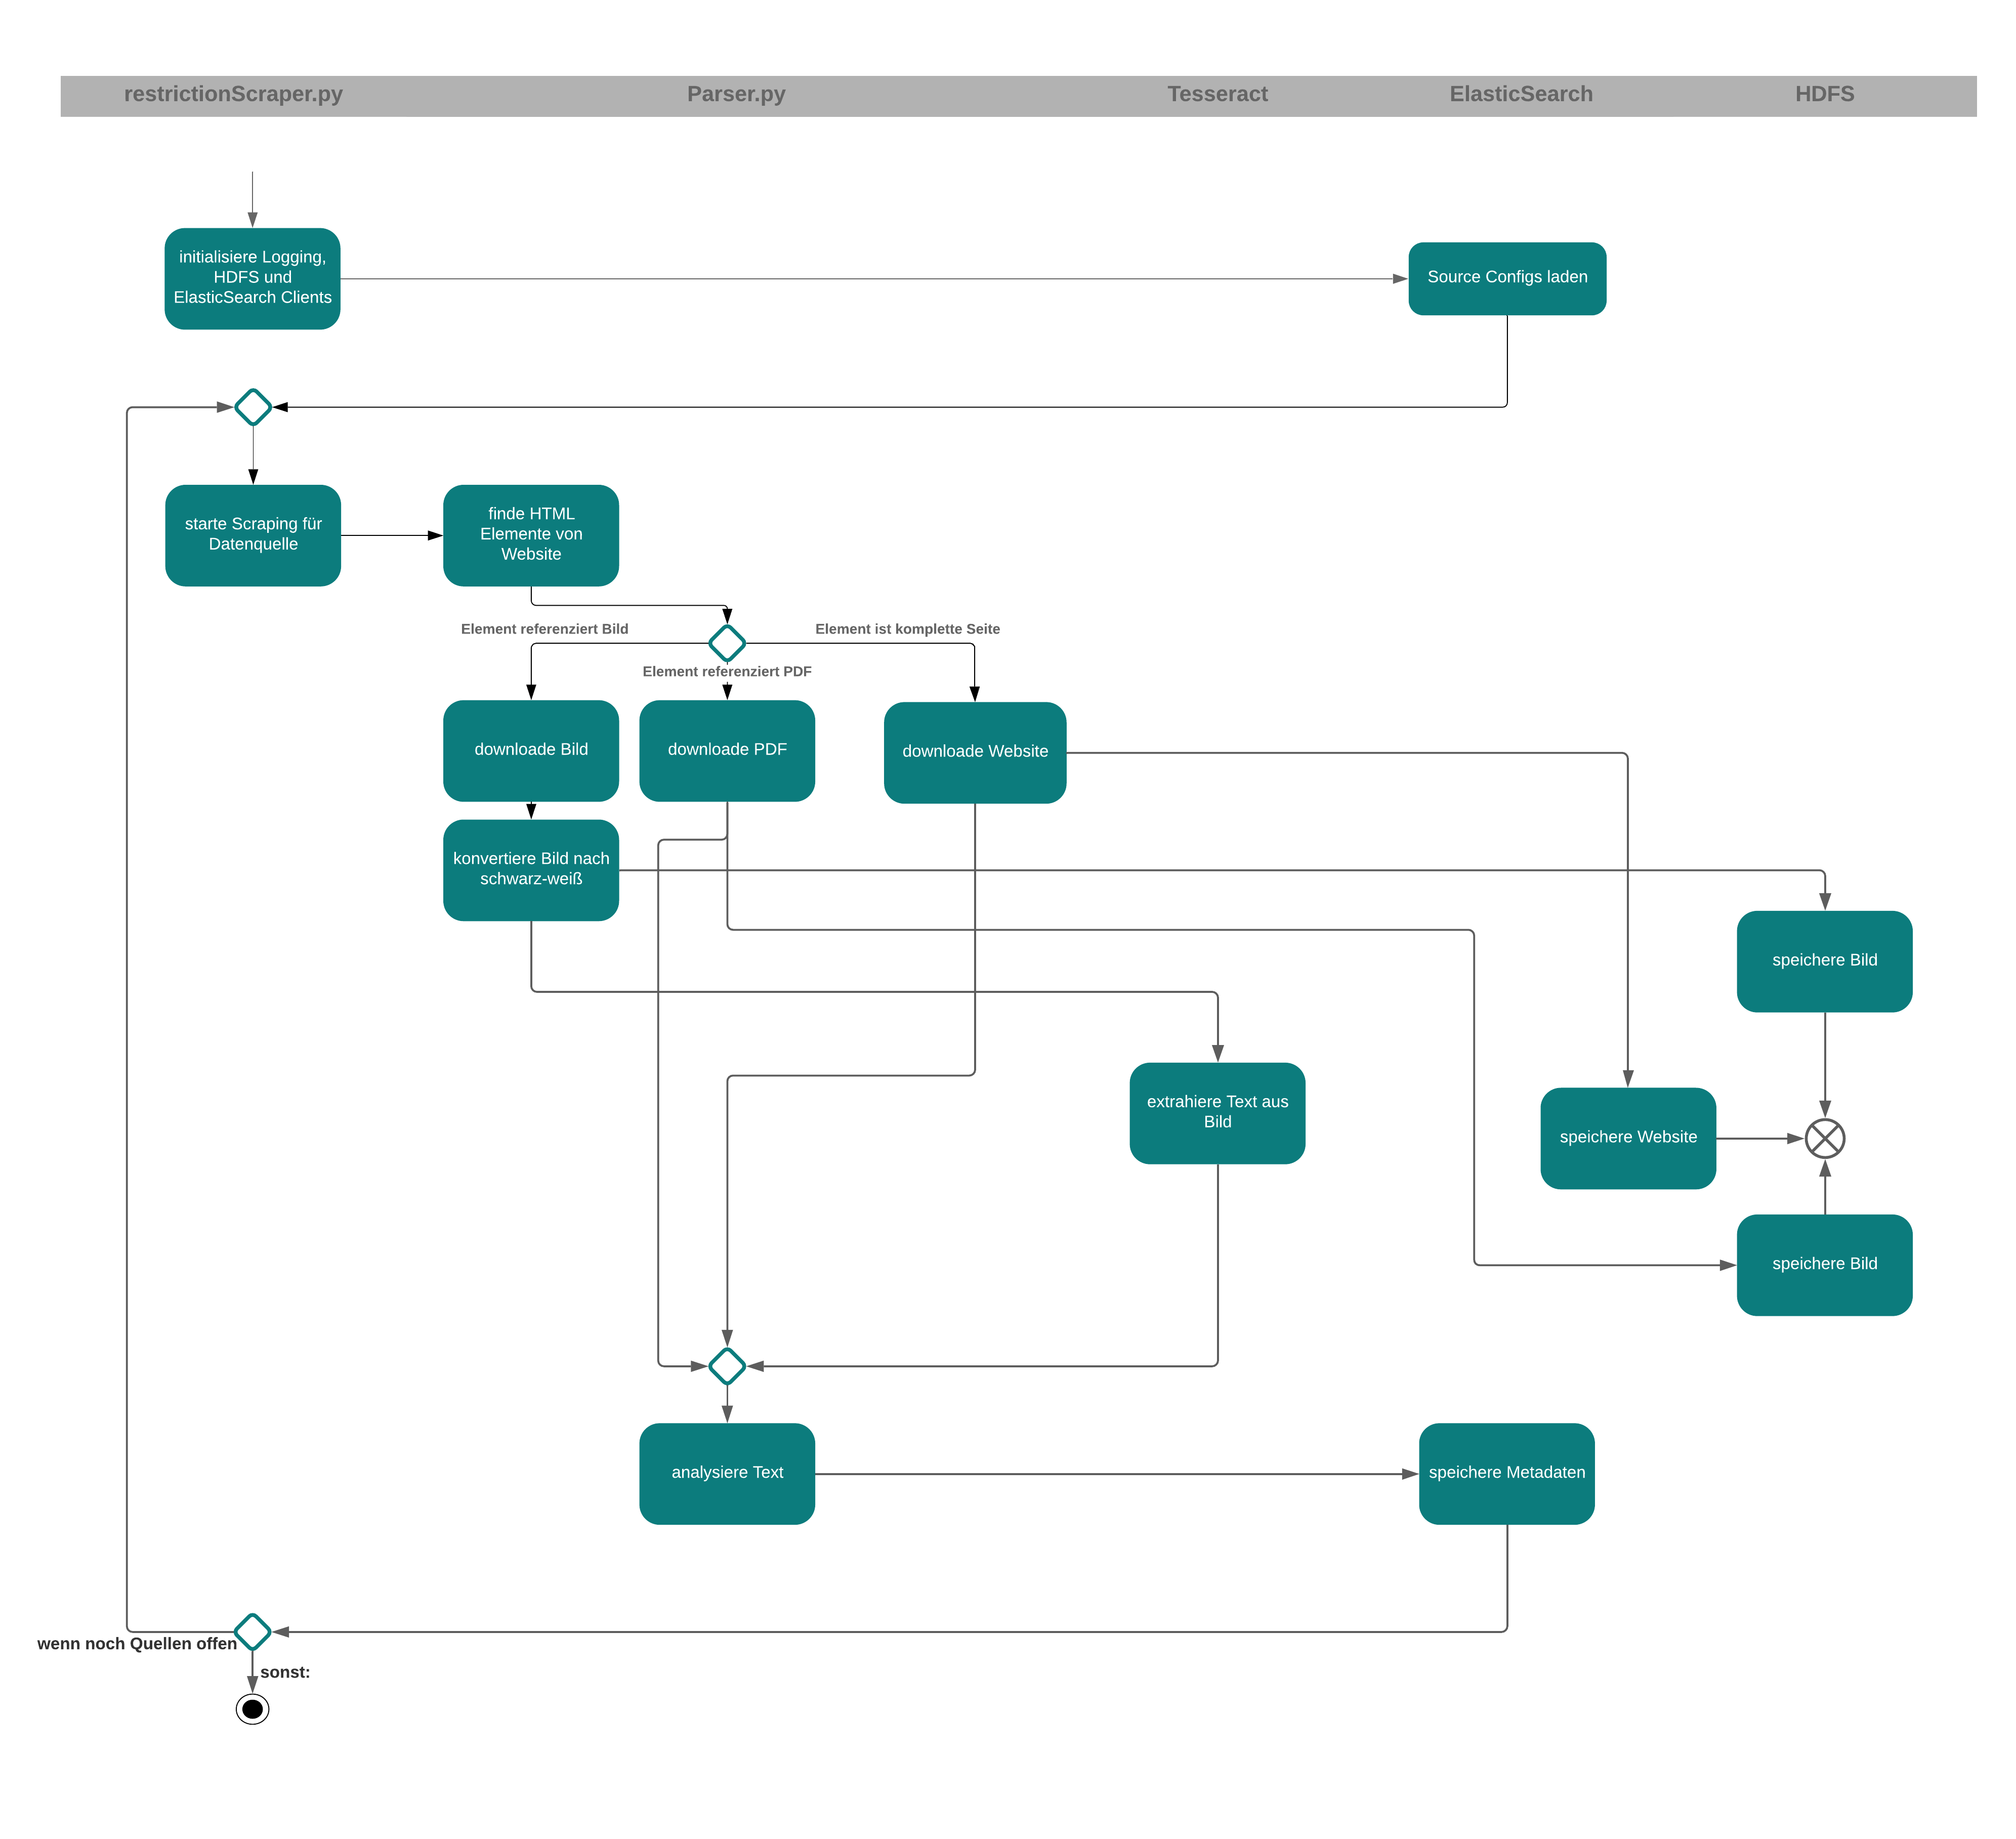 restrictionScraper.py
Parser.py
Tesseract
ElasticSearch
HDFS
initialisiere Logging,
HDFS und
ElasticSearch Clients
Source Configs laden
starte Scraping für
Datenquelle
finde HTML
Elemente von
Website
Element referenziert Bild
Element ist komplette Seite
Element referenziert PDF
downloade Bild
downloade PDF
downloade Website
konvertiere Bild nach
schwarz-weiß
speichere Bild
extrahiere Text aus
Bild
speichere Website
speichere Bild
analysiere Text
speichere Metadaten
wenn noch Quellen offen
sonst: